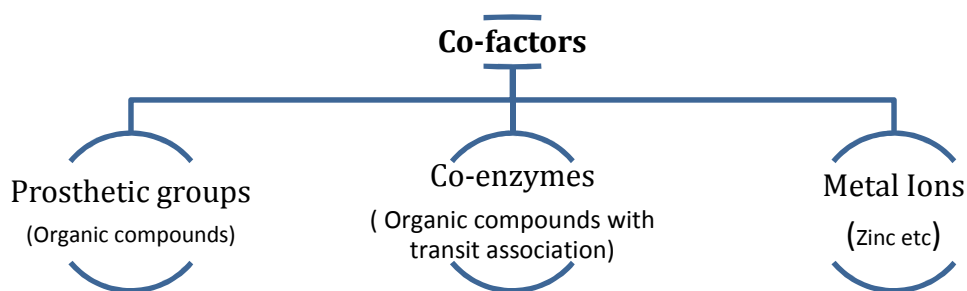 Co-factors
Prosthetic groups
(Organic compounds)
Co-enzymes
( Organic compounds with
transit association)
Metal Ions
(Zinc etc)